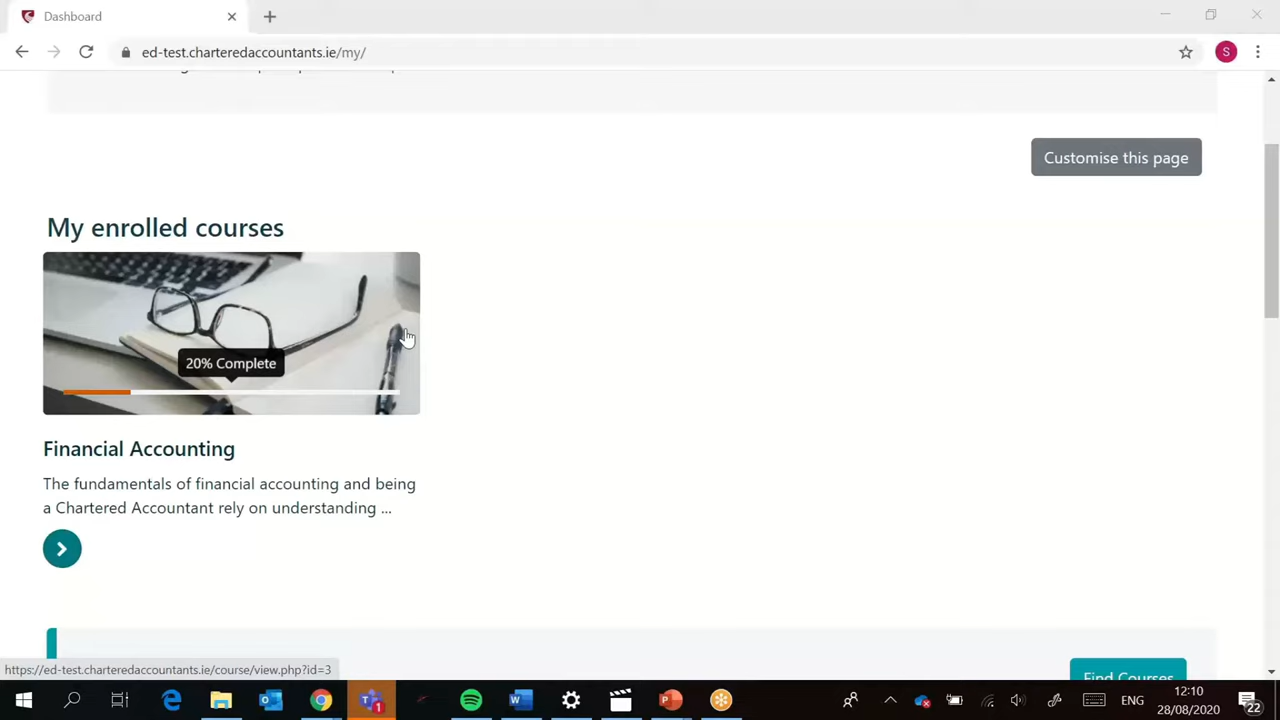 Dashboard
ed-test.charteredaccountants.ie/my/
S
Customise this page
My enrolled courses
20% Complete
Financial Accounting
The fundamentals of financial accounting and being
a Chartered Accountant rely on understanding ...
https://ed-test.charteredaccountants.ie/course/view.php?id=3
Find Courses
1
ENG
12:10
28/08/2020
22